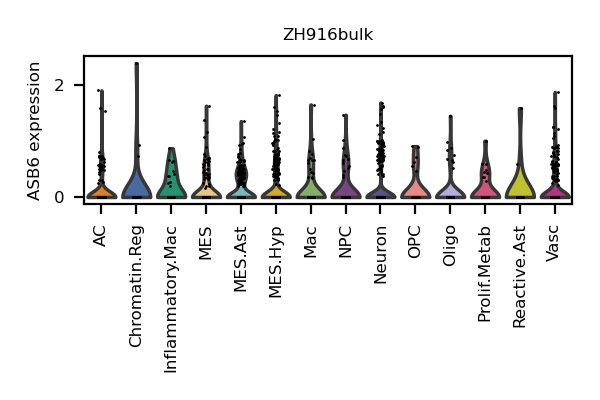 ZH916bulk
ASB6 expression
2
0
AC
Chromatin.Reg
Inflammatory.Mac
MES
MES.Ast
MES.Hyp
Mac
NPC
Neuron
OPC
Oligo
Prolif.Metab
Reactive.Ast
Vasc